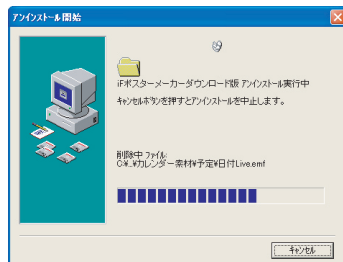 ｱﾝｲﾝｽﾄｰﾙ 開始
iFポスターメーカーダウンロード版 ｱﾝｲﾝｽﾄｰﾙ実行中
ｷｬﾝｾﾙﾎﾞﾀﾝを押すとｱﾝｲﾝｽﾄｰﾙを中止します。
削除中 ﾌｧｲﾙ:
C:¥..¥カレンダー素材¥予定¥日付Live.emf
ｷｬﾝｾﾙ